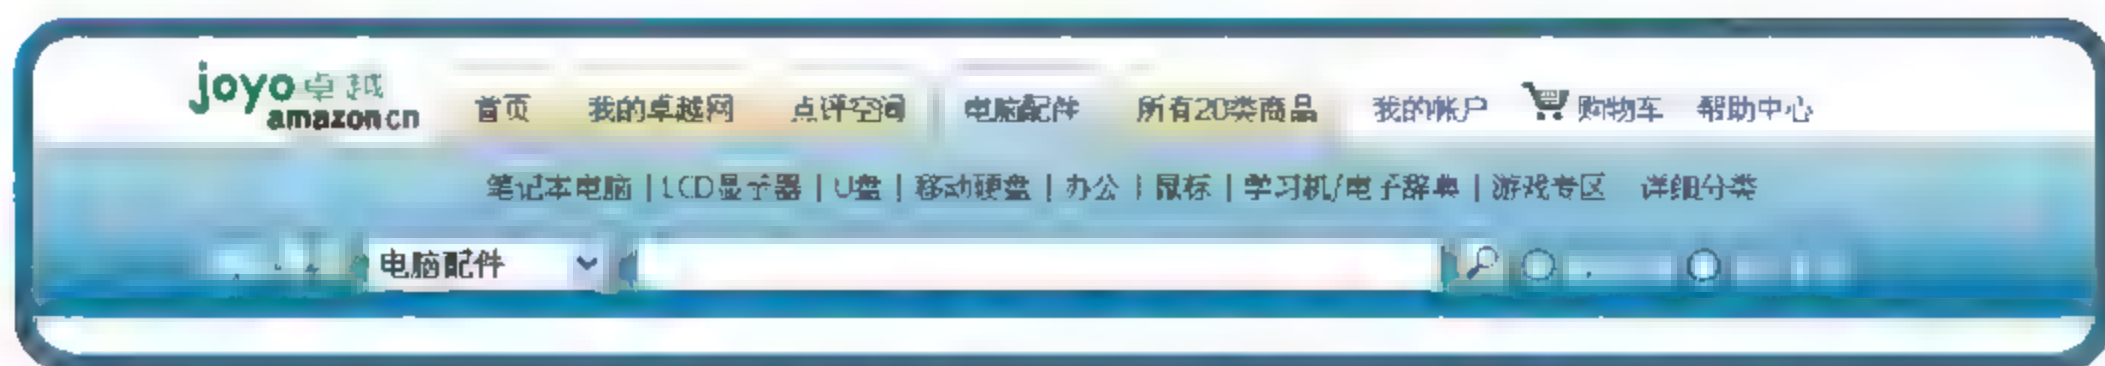 joyo卓越
amazon.cn
首页 我的卓越网 点评空间 电脑配件 所有20类商品 我的帐户 购物车 帮助中心
笔记本电脑 | LCD显示器 | U盘 | 移动硬盘 | 办公 | 鼠标 | 学习机/电子辞典 | 游戏专区 详细分类
电脑配件